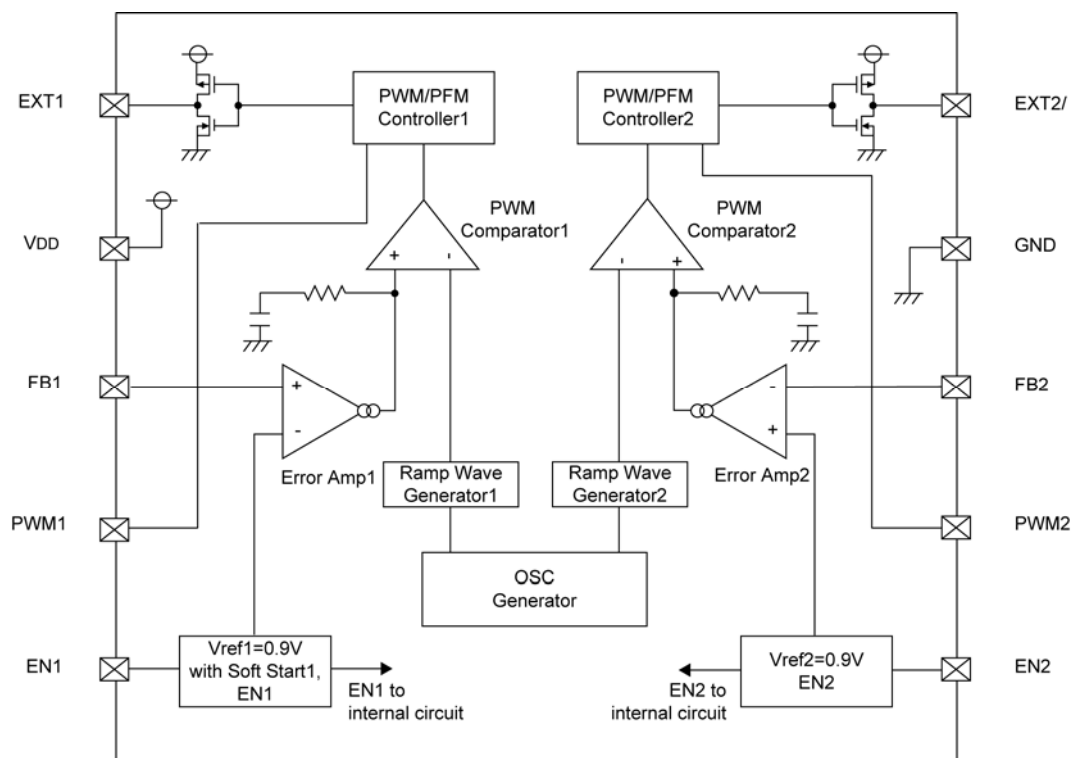 EXT1
PWM/PFM
Controller1
PWM/PFM
Controller2
EXT2/
VDD
PWM
Comparator1
PWM
Comparator2
GND
+
-
-
+
FB1
+
-
Error Amp1
-
+
Error Amp2
FB2
Ramp Wave
Generator1
Ramp Wave
Generator2
PWM1
PWM2
OSC
Generator
EN1
Vref1=0.9V
with Soft Start1,
EN1
EN1 to
internal circuit
EN2 to
internal circuit
Vref2=0.9V
EN2
EN2